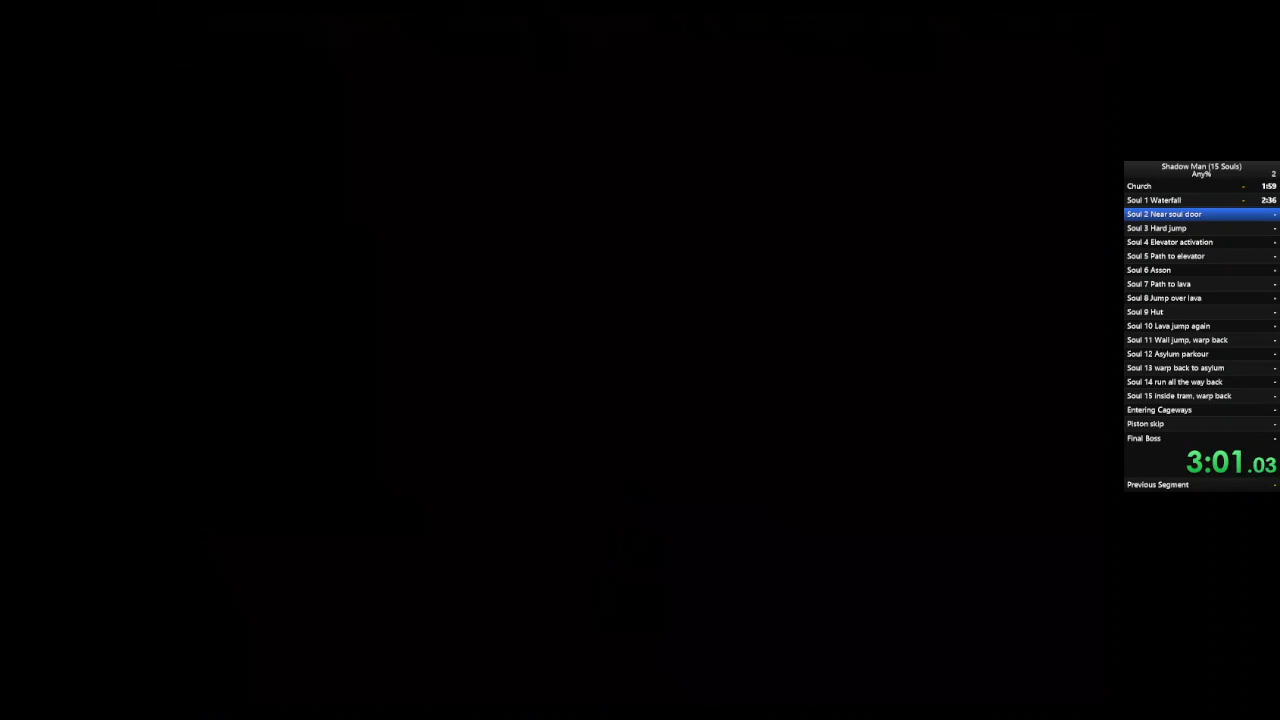 Shadow Man (15 Souls)
Any% 2
Church - 1:59
Soul 1 Waterfall - 2:36
Soul 2 Near soul door -
Soul 3 Hard jump -
Soul 4 Elevator activation -
Soul 5 Path to elevator -
Soul 6 Asson -
Soul 7 Path to lava -
Soul 8 Jump over lava -
Soul 9 Hut -
Soul 10 Lava jump again -
Soul 11 Wall jump, warp back -
Soul 12 Asylum parkour -
Soul 13 warp back to asylum -
Soul 14 run all the way back -
Soul 15 inside tram, warp back -
Entering Cageways -
Piston skip -
Final Boss -
3:01.03
Previous Segment -